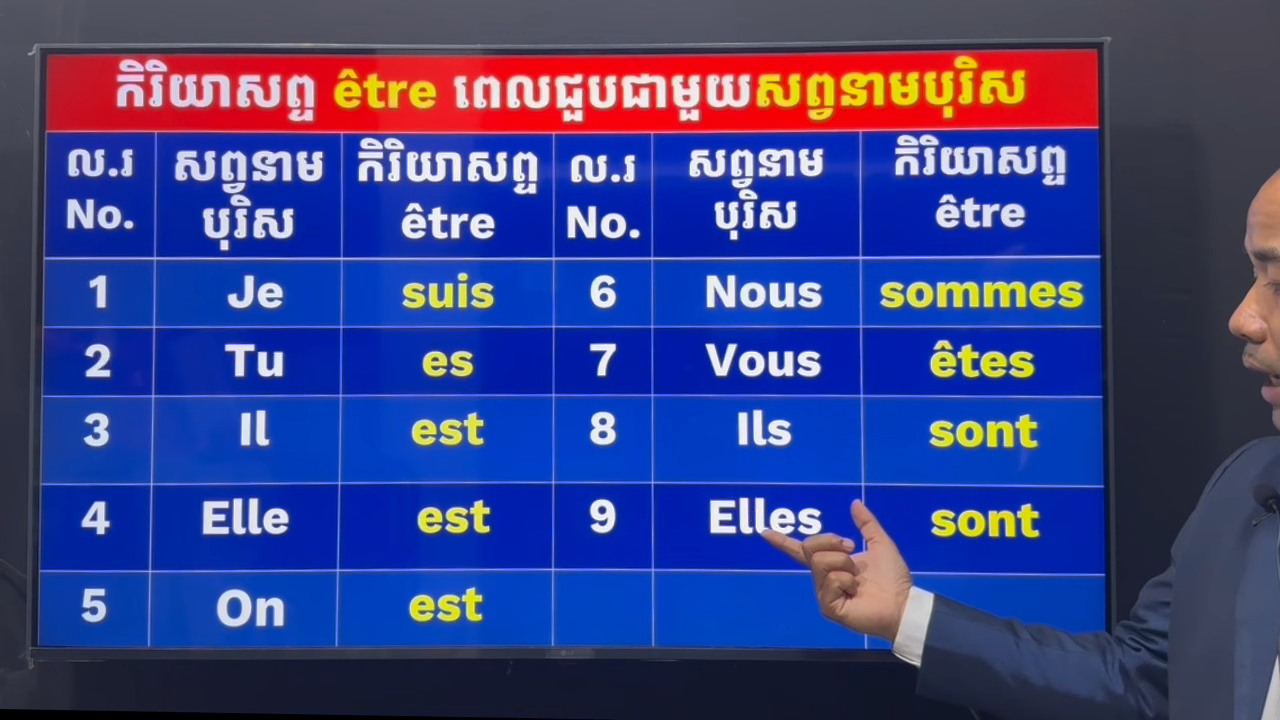 កិរិយាសព្ទ être ពេលជួបជាមួយសព្វនាមបុរិស
ល.រ No. សព្វនាម បុរិស កិរិយាសព្ទ être ល.រ No. សព្វនាម បុរិស កិរិយាសព្ទ être
1 Je suis 6 Nous sommes
2 Tu es 7 Vous êtes
3 Il est 8 Ils sont
4 Elle est 9 Elles sont
5 On est